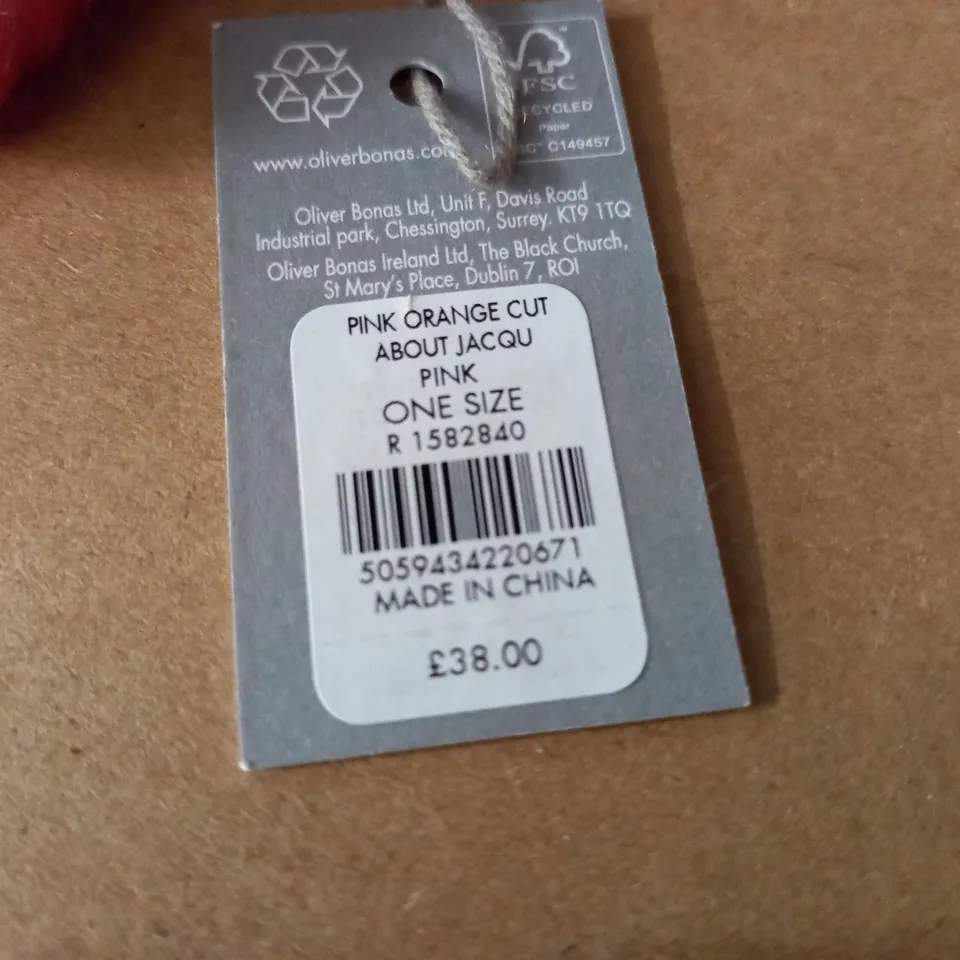 FSC
RECYCLED
Paper
C149457
www.oliverbonas.co
Oliver Bonas Ltd, Unit F, Davis Road
Industrial park, Chessington, Surrey, KT9 1TQ
Oliver Bonas Ireland Ltd, The Black Church,
St Mary's Place, Dublin 7, ROI
PINK ORANGE CUT
ABOUT JACQU
PINK
ONE SIZE
R 1582840
5059434220671
MADE IN CHINA
£38.00